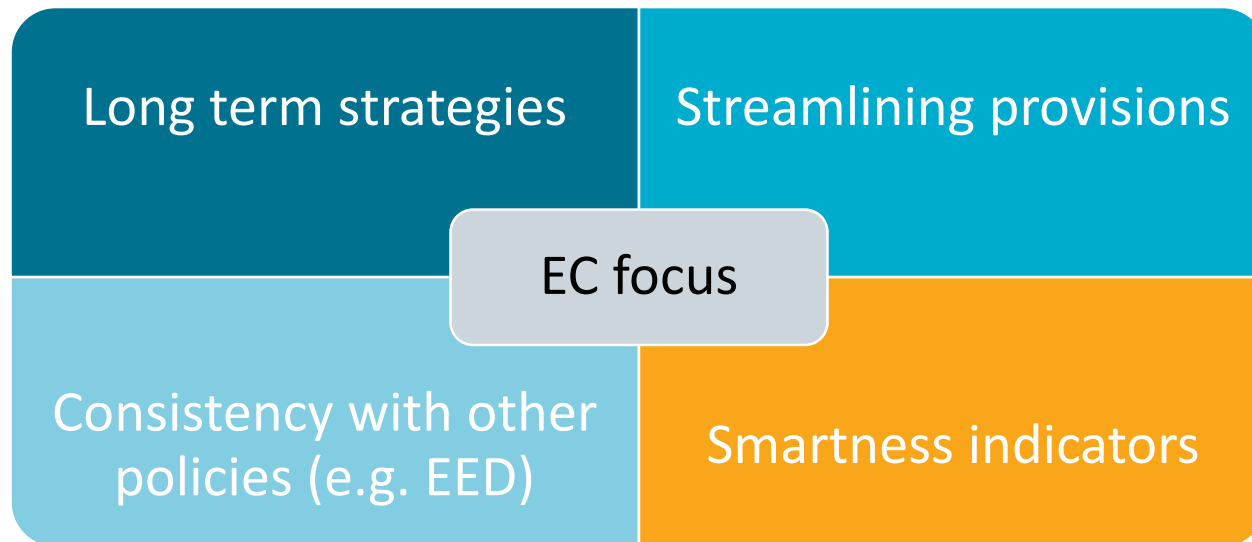 Long term strategies
Streamlining provisions
EC focus
Consistency with other
policies (e.g. EED)
Smartness indicators